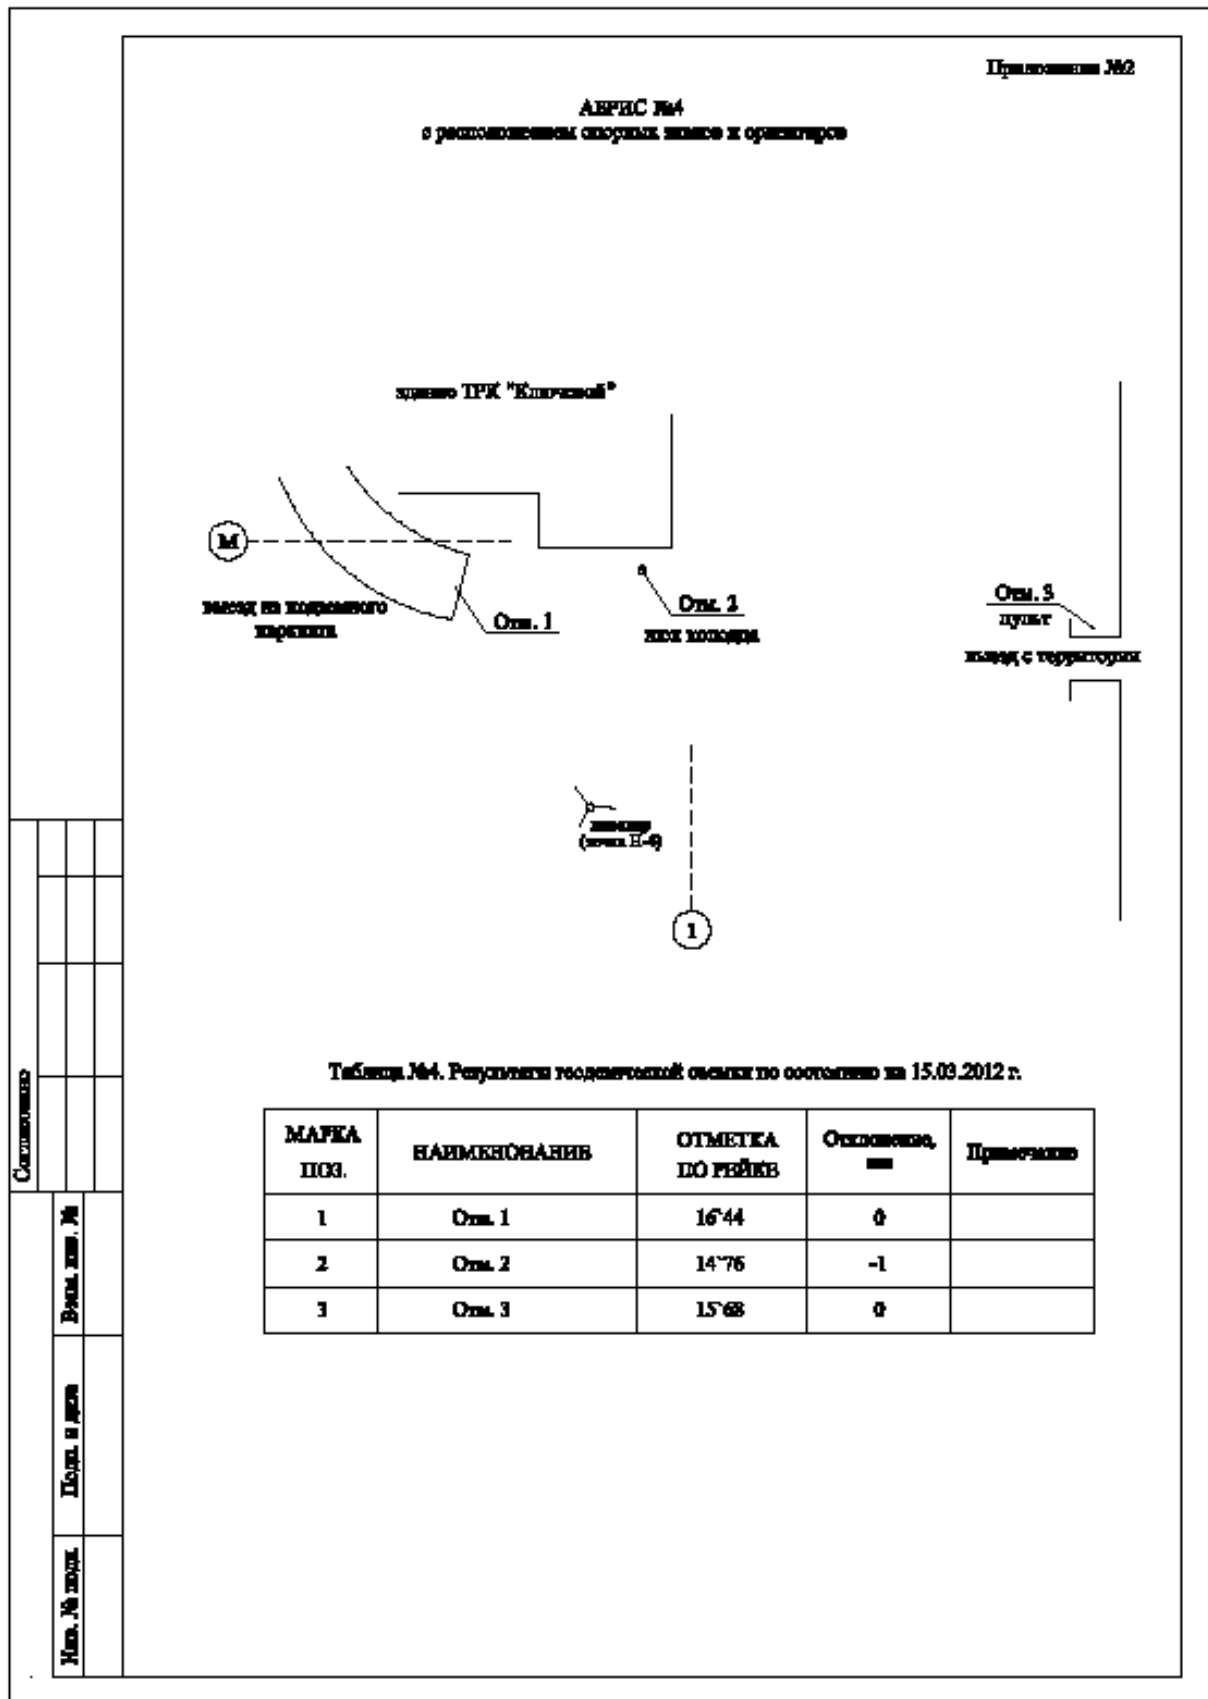 Приложение №2
АБРИС №4
с расположением опорных знаков и ориентиров
здание ТРК "Ключевой"
М
выезд из подземного
паркинга
Отм. 1
Отм. 2
люк колодца
Отм. 3
пульт
выезд с территории
нивелир
(точка Н-4)
1
Таблица №4. Результаты геодезической съемки по состоянию на 15.03.2012 г.
МАРКА ПОЗ. НАИМЕНОВАНИЕ ОТМЕТКА ПО РЕЙКЕ Отклонение, мм Примечание
1 Отм. 1 16`44 0
2 Отм. 2 14`76 -1
3 Отм. 3 15`68 0
Согласовано
Взам. инв. №
Подп. и дата
Инв. № подл.